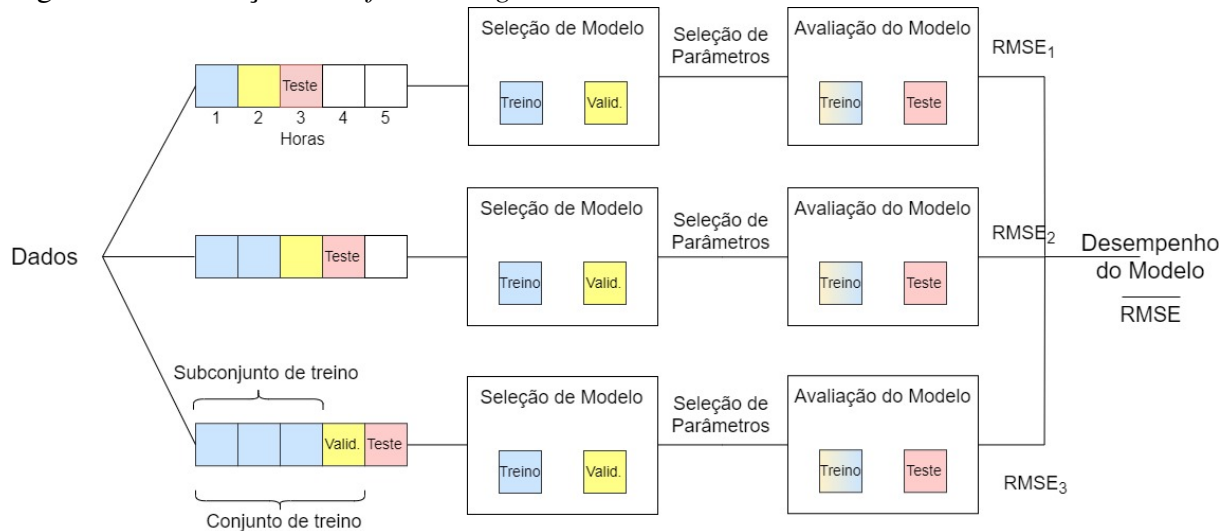 Dados
Teste
1 2 3 4 5
Horas
Seleção de Modelo
Treino Valid.
Seleção de
Parâmetros
Avaliação do Modelo
Treino Teste
RMSE1
Teste
Seleção de Modelo
Treino Valid.
Seleção de
Parâmetros
Avaliação do Modelo
Treino Teste
RMSE2
Subconjunto de treino
Valid. Teste
Conjunto de treino
Seleção de Modelo
Treino Valid.
Seleção de
Parâmetros
Avaliação do Modelo
Treino Teste
RMSE3
Desempenho
do Modelo
RMSE